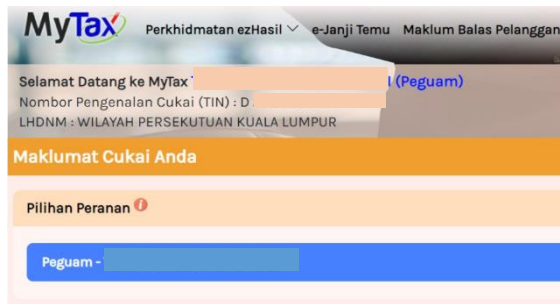 MyTax
Perkhidmatan ezHasil e-Janji Temu Maklum Balas Pelanggan
Selamat Datang ke MyTax (Peguam)
Nombor Pengenalan Cukai (TIN) : D
LHDNM : WILAYAH PERSEKUTUAN KUALA LUMPUR
Maklumat Cukai Anda
Pilihan Peranan
Peguam -